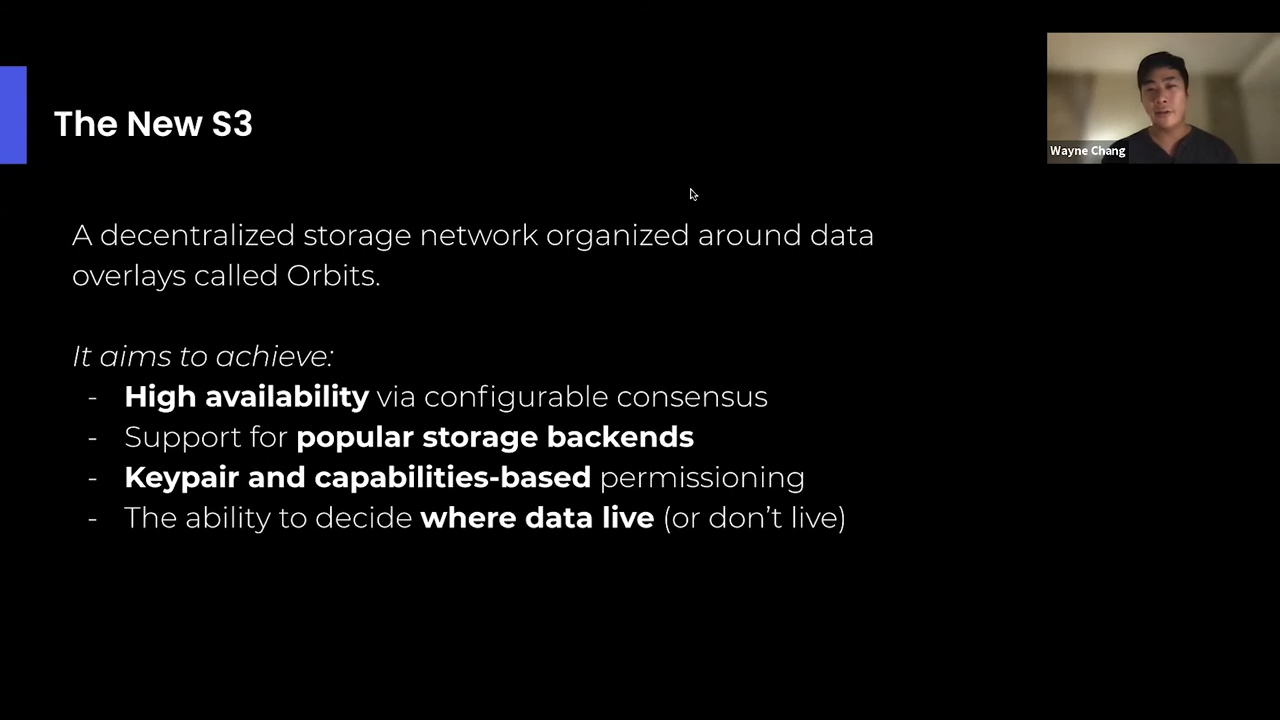 The New S3
Wayne Chang
A decentralized storage network organized around data
overlays called Orbits.
It aims to achieve:
- High availability via configurable consensus
- Support for popular storage backends
- Keypair and capabilities-based permissioning
- The ability to decide where data live (or don’t live)